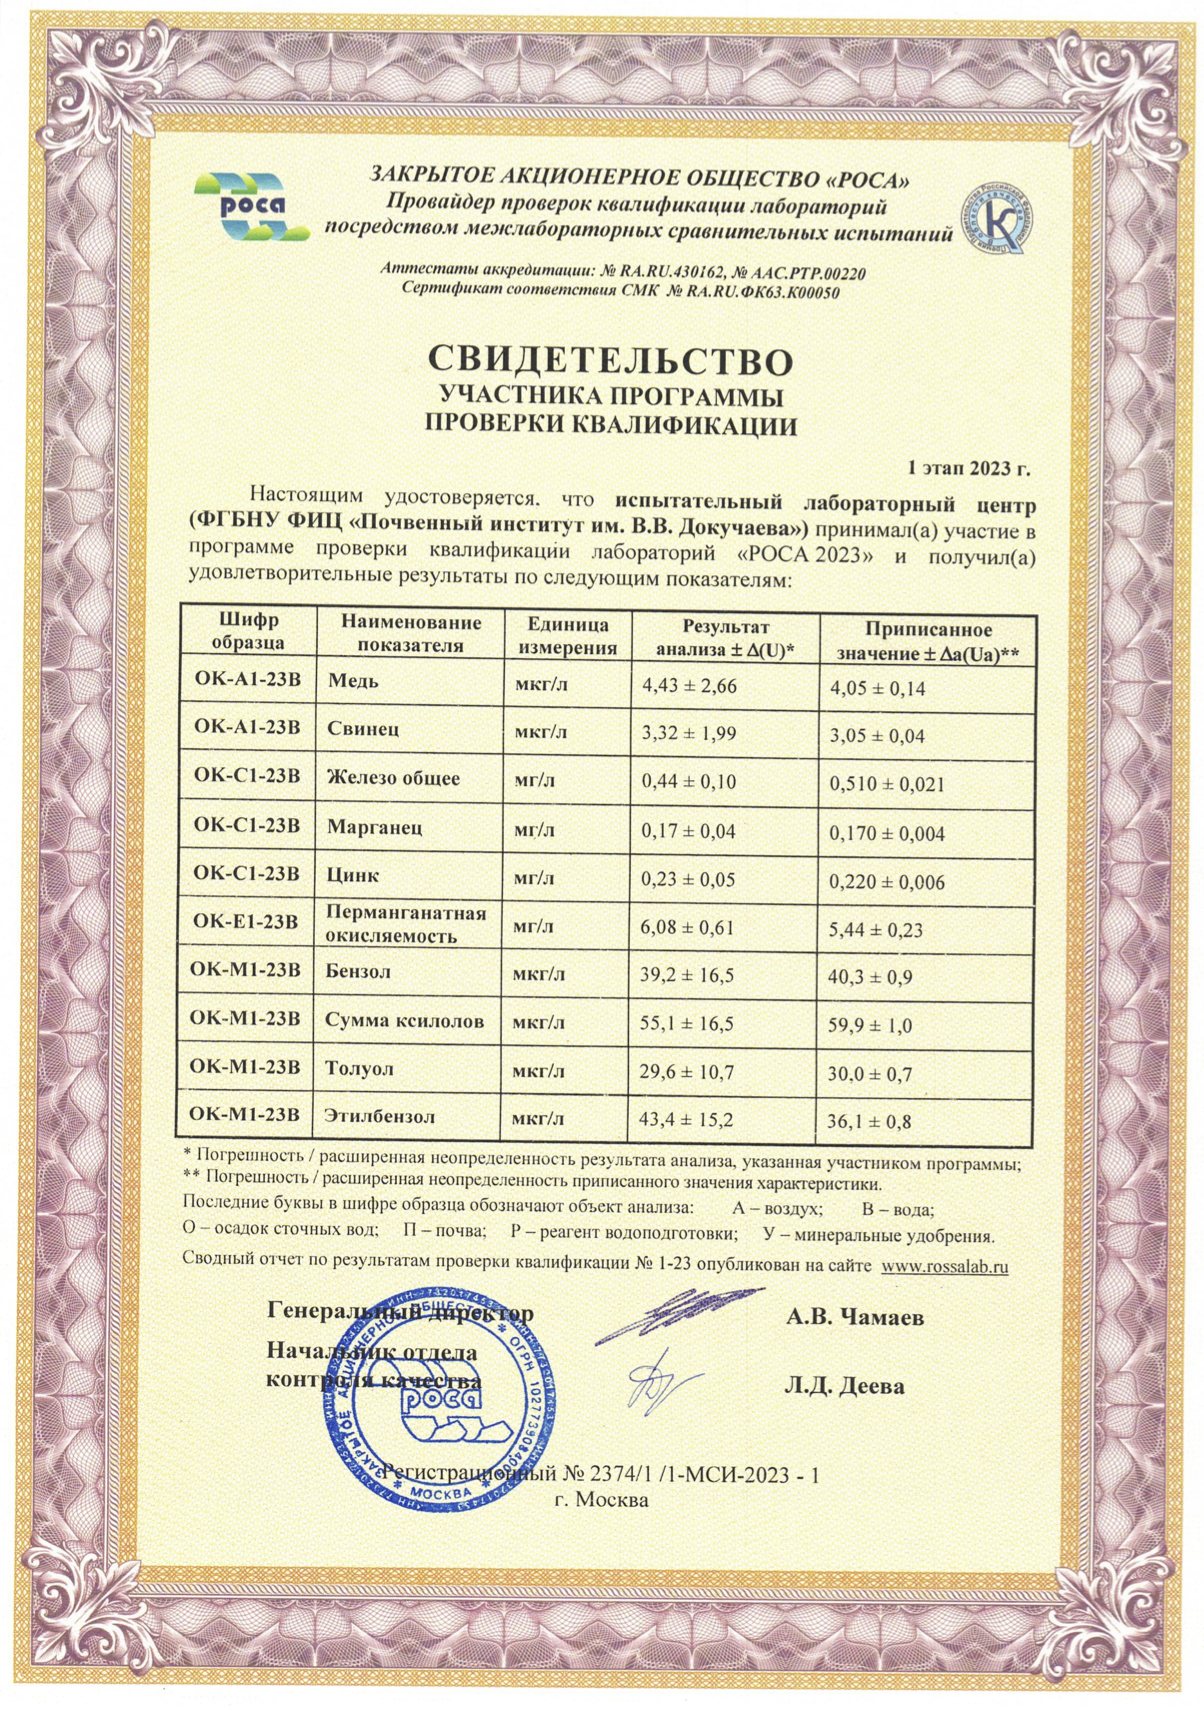 роса
ЗАКРЫТОЕ АКЦИОНЕРНОЕ ОБЩЕСТВО «РОСА»
Провайдер проверок квалификации лабораторий
посредством межлабораторных сравнительных испытаний
Аттестаты аккредитации: № RA.RU.430162, № ААС.РТР.00220
Сертификат соответствия СМК № RA.RU.ФК63.К00050
СВИДЕТЕЛЬСТВО
УЧАСТНИКА ПРОГРАММЫ
ПРОВЕРКИ КВАЛИФИКАЦИИ
1 этап 2023 г.
Настоящим удостоверяется. что испытательный лабораторный центр
(ФГБНУ ФИЦ «Почвенный институт им. В.В. Докучаева») принимал(а) участие в
программе проверки квалификации лабораторий «РОСА 2023» и получил(а)
удовлетворительные результаты по следующим показателям:
Шифр образца Наименование показателя Единица измерения Результат анализа ± Δ(U)* Приписанное значение ± Δа(Uа)**
ОК-А1-23В Медь мкг/л 4,43 ± 2,66 4,05 ± 0,14
ОК-А1-23В Свинец мкг/л 3,32 ± 1,99 3,05 ± 0,04
ОК-С1-23В Железо общее мг/л 0,44 ± 0,10 0,510 ± 0,021
ОК-С1-23В Марганец мг/л 0,17 ± 0,04 0,170 ± 0,004
ОК-С1-23В Цинк мг/л 0,23 ± 0,05 0,220 ± 0,006
ОК-Е1-23В Перманганатная окисляемость мг/л 6,08 ± 0,61 5,44 ± 0,23
ОК-М1-23В Бензол мкг/л 39,2 ± 16,5 40,3 ± 0,9
ОК-М1-23В Сумма ксилолов мкг/л 55,1 ± 16,5 59,9 ± 1,0
ОК-М1-23В Толуол мкг/л 29,6 ± 10,7 30,0 ± 0,7
ОК-М1-23В Этилбензол мкг/л 43,4 ± 15,2 36,1 ± 0,8
* Погрешность / расширенная неопределенность результата анализа, указанная участником программы;
** Погрешность / расширенная неопределенность приписанного значения характеристики.
Последние буквы в шифре образца обозначают объект анализа: А – воздух; В – вода;
О – осадок сточных вод; П – почва; Р – реагент водоподготовки; У – минеральные удобрения.
Сводный отчет по результатам проверки квалификации № 1-23 опубликован на сайте www.rossalab.ru
Генеральный директор А.В. Чамаев
Начальник отдела
контроля качества Л.Д. Деева
ЗАКРЫТОЕ АКЦИОНЕРНОЕ ОБЩЕСТВО
роса
МОСКВА
Регистрационный № 2374/1 /1-МСИ-2023 - 1
г. Москва